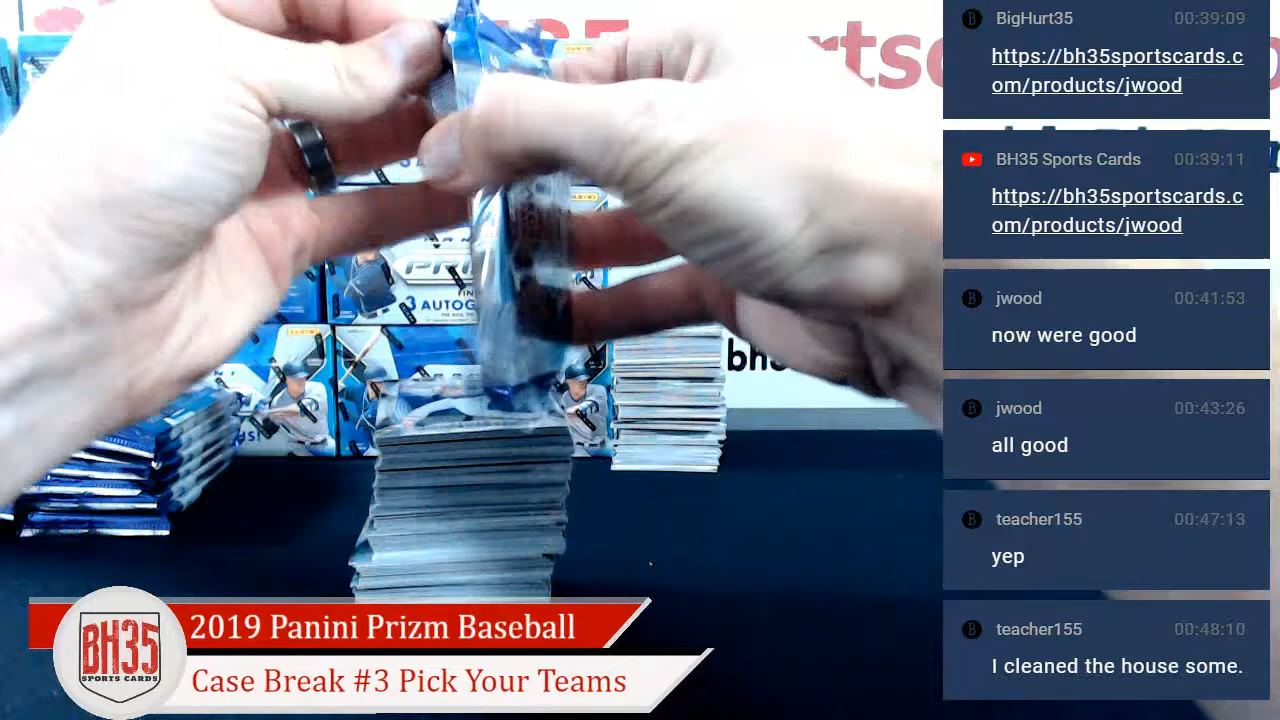 BigHurt35 00:39:09
https://bh35sportscards.c
om/products/jwood
BH35 Sports Cards 00:39:11
https://bh35sportscards.c
om/products/jwood
jwood 00:41:53
now were good
jwood 00:43:26
all good
teacher155 00:47:13
yep
teacher155 00:48:10
I cleaned the house some.
3 AUTOG
bh3
BH35
SPORTS CARDS
2019 Panini Prizm Baseball
Case Break #3 Pick Your Teams